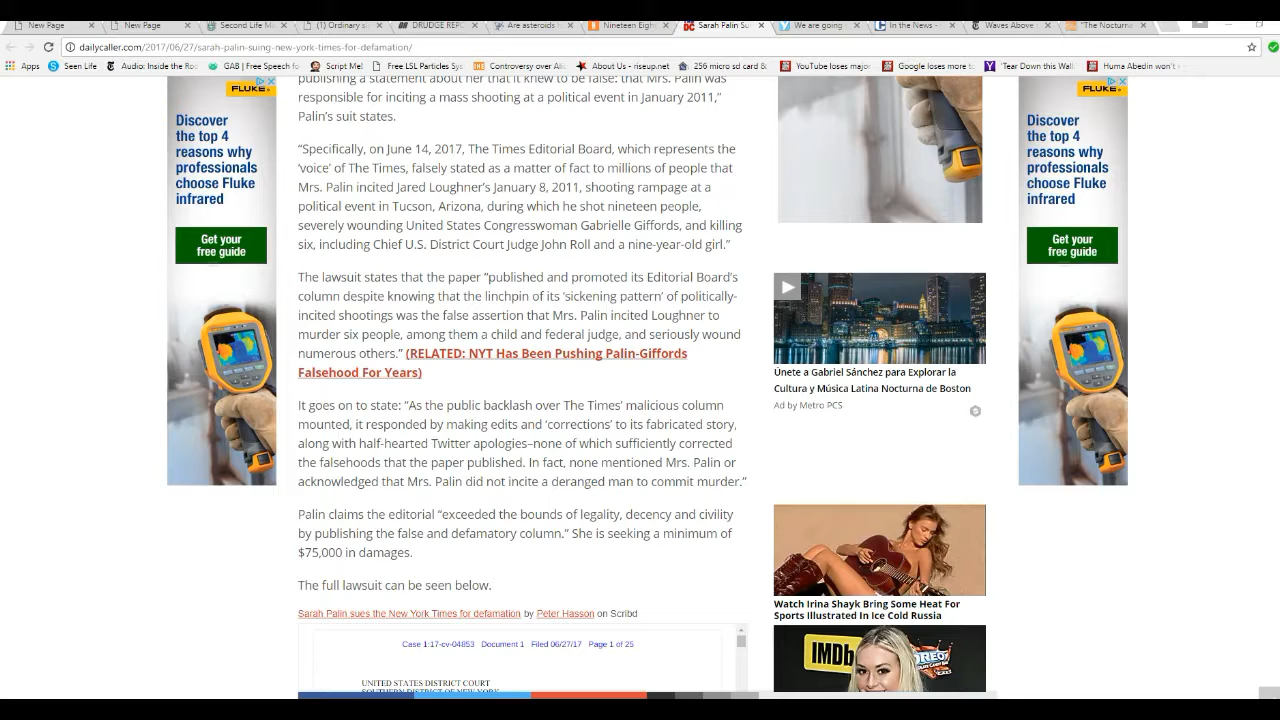 New Page
New Page
Second Life M
(1) Ordinary s
DRUDGE REP
Are asteroids h
Nineteen Eigh
Sarah Palin Su
We are going
In the News -
Waves Above
"The Nocturna
dailycaller.com/2017/06/27/sarah-palin-suing-new-york-times-for-defamation/
Apps
Seen Life
Audio: Inside the Ro
GAB | Free Speech fo
Script Me!
Free LSL Scripts Sys
Controversy over Ali
About Us - riseup.net
256 micro sd card &
YouTube loses major
Google loses more to
'Tear Down this Wall
Huma Abedin won't
publishing a statement about her that it knew to be false: that Mrs. Palin was
responsible for inciting a mass shooting at a political event in January 2011,”
Palin’s suit states.
“Specifically, on June 14, 2017, The Times Editorial Board, which represents the
‘voice’ of The Times, falsely stated as a matter of fact to millions of people that
Mrs. Palin incited Jared Loughner’s January 8, 2011, shooting rampage at a
political event in Tucson, Arizona, during which he shot nineteen people,
severely wounding United States Congresswoman Gabrielle Giffords, and killing
six, including Chief U.S. District Court Judge John Roll and a nine-year-old girl.”
The lawsuit states that the paper “published and promoted its Editorial Board’s
column despite knowing that the linchpin of its ‘sickening pattern’ of politically-
incited shootings was the false assertion that Mrs. Palin incited Loughner to
murder six people, among them a child and federal judge, and seriously wound
numerous others.” (RELATED: NYT Has Been Pushing Palin-Giffords
Falsehood For Years)
It goes on to state: “As the public backlash over The Times’ malicious column
mounted, it responded by making edits and ‘corrections’ to its fabricated story,
along with half-hearted Twitter apologies–none of which sufficiently corrected
the falsehoods that the paper published. In fact, none mentioned Mrs. Palin or
acknowledged that Mrs. Palin did not incite a deranged man to commit murder.”
Palin claims the editorial “exceeded the bounds of legality, decency and civility
by publishing the false and defamatory column.” She is seeking a minimum of
$75,000 in damages.
The full lawsuit can be seen below.
Sarah Palin sues the New York Times for defamation by Peter Hasson on Scribd
Case 1:17-cv-04853 Document 1 Filed 06/27/17 Page 1 of 25
UNITED STATES DISTRICT COURT
SOUTHERN DISTRICT OF NEW YORK
FLUKE
Discover
the top 4
reasons why
professionals
choose Fluke
infrared
Get your
free guide
Únete a Gabriel Sánchez para Explorar la
Cultura y Música Latina Nocturna de Boston
Ad by Metro PCS
Watch Irina Shayk Bring Some Heat For
Sports Illustrated In Ice Cold Russia
IMDb
OREO
FLUKE
Discover
the top 4
reasons why
professionals
choose Fluke
infrared
Get your
free guide